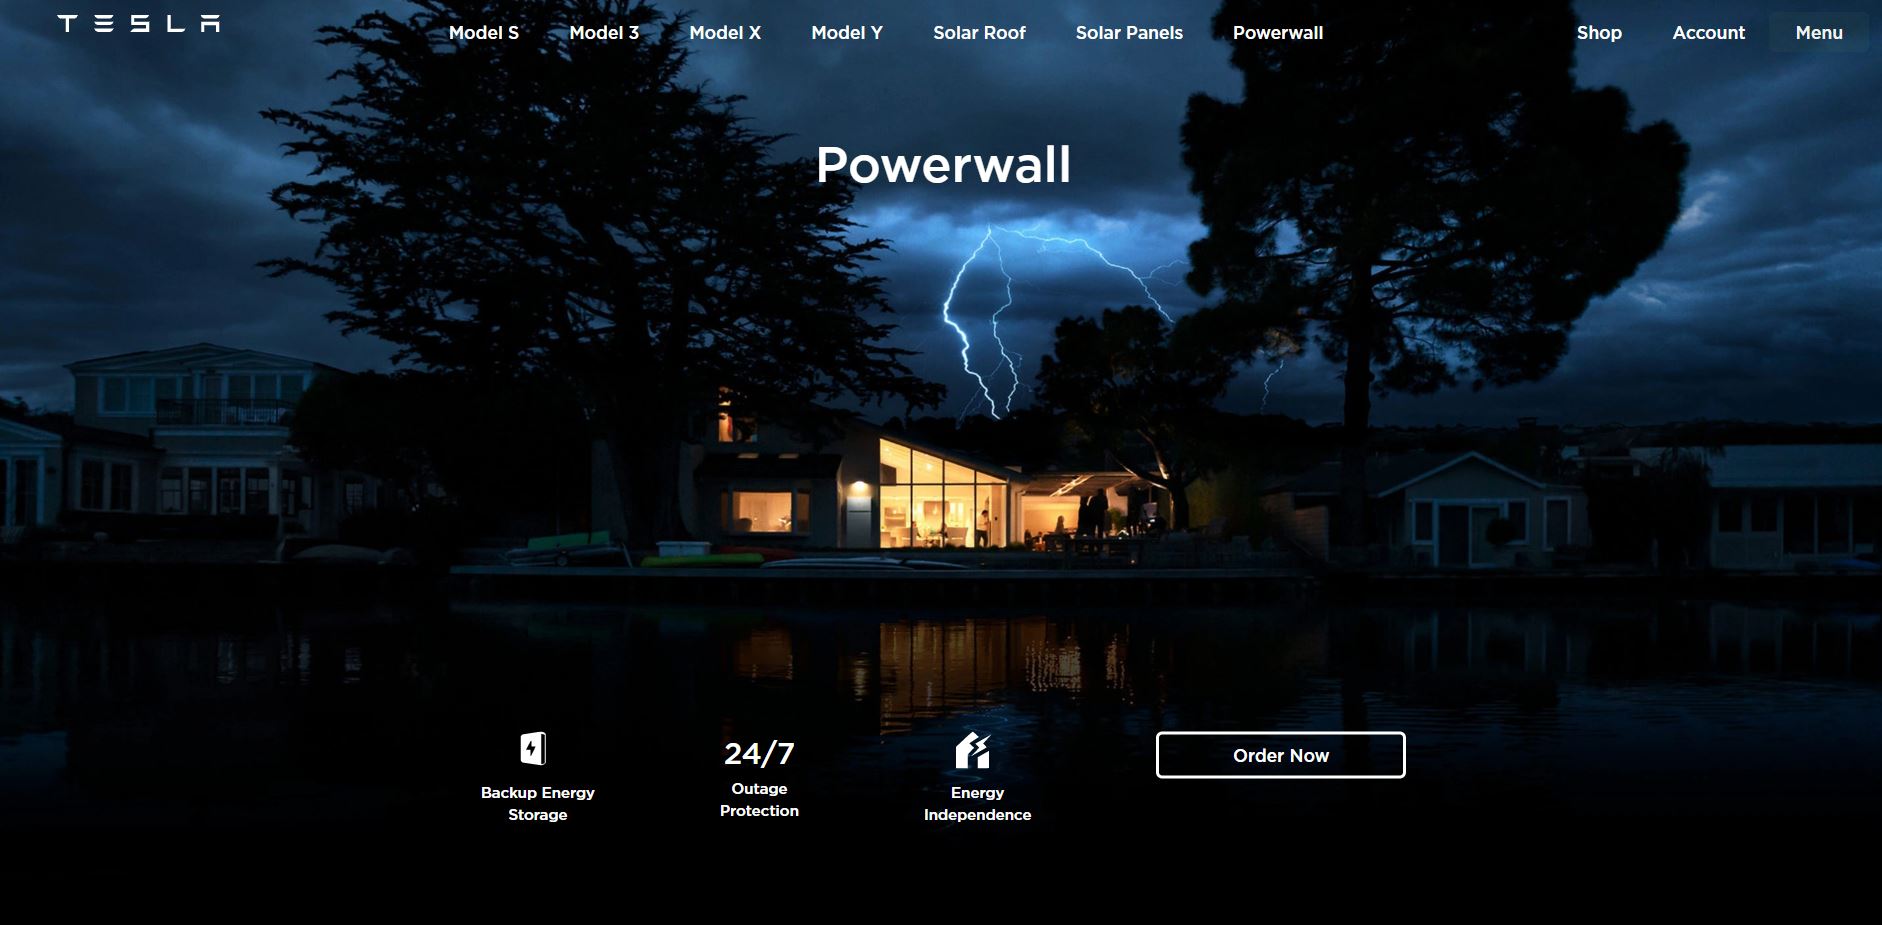 TESLA
Model S
Model 3
Model X
Model Y
Solar Roof
Solar Panels
Powerwall
Shop
Account
Menu
Powerwall
Backup Energy
Storage
24/7
Outage
Protection
Energy
Independence
Order Now